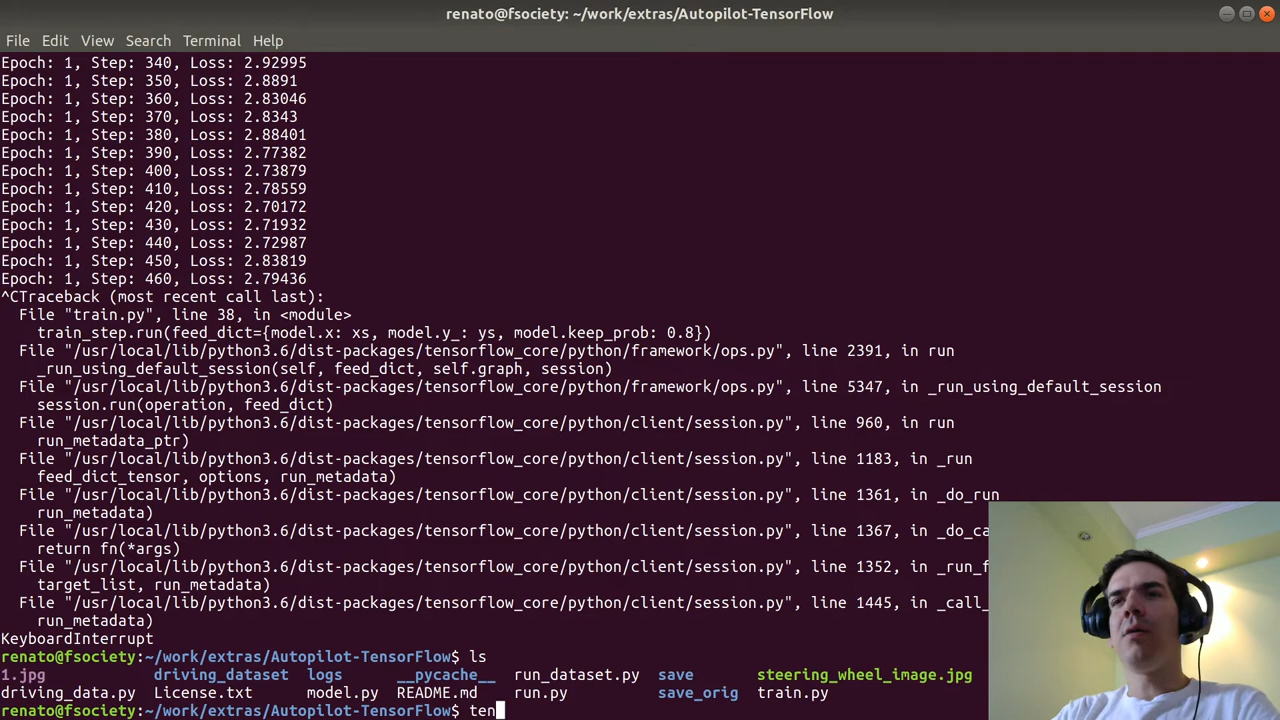 renato@fsociety: ~/work/extras/Autopilot-TensorFlow
File Edit View Search Terminal Help
Epoch: 1, Step: 340, Loss: 2.92995
Epoch: 1, Step: 350, Loss: 2.8891
Epoch: 1, Step: 360, Loss: 2.83046
Epoch: 1, Step: 370, Loss: 2.8343
Epoch: 1, Step: 380, Loss: 2.88401
Epoch: 1, Step: 390, Loss: 2.77382
Epoch: 1, Step: 400, Loss: 2.73879
Epoch: 1, Step: 410, Loss: 2.78559
Epoch: 1, Step: 420, Loss: 2.70172
Epoch: 1, Step: 430, Loss: 2.71932
Epoch: 1, Step: 440, Loss: 2.72987
Epoch: 1, Step: 450, Loss: 2.83819
Epoch: 1, Step: 460, Loss: 2.79436
^CTraceback (most recent call last):
  File "train.py", line 38, in <module>
    train_step.run(feed_dict={model.x: xs, model.y_: ys, model.keep_prob: 0.8})
  File "/usr/local/lib/python3.6/dist-packages/tensorflow_core/python/framework/ops.py", line 2391, in run
    _run_using_default_session(self, feed_dict, self.graph, session)
  File "/usr/local/lib/python3.6/dist-packages/tensorflow_core/python/framework/ops.py", line 5347, in _run_using_default_session
    session.run(operation, feed_dict)
  File "/usr/local/lib/python3.6/dist-packages/tensorflow_core/python/client/session.py", line 960, in run
    run_metadata_ptr)
  File "/usr/local/lib/python3.6/dist-packages/tensorflow_core/python/client/session.py", line 1183, in _run
    feed_dict_tensor, options, run_metadata)
  File "/usr/local/lib/python3.6/dist-packages/tensorflow_core/python/client/session.py", line 1361, in _do_run
    run_metadata)
  File "/usr/local/lib/python3.6/dist-packages/tensorflow_core/python/client/session.py", line 1367, in _do_ca
    return fn(*args)
  File "/usr/local/lib/python3.6/dist-packages/tensorflow_core/python/client/session.py", line 1352, in _run_f
    target_list, run_metadata)
  File "/usr/local/lib/python3.6/dist-packages/tensorflow_core/python/client/session.py", line 1445, in _call_
    run_metadata)
KeyboardInterrupt
renato@fsociety:~/work/extras/Autopilot-TensorFlow$ ls
1.jpg driving_dataset logs __pycache__ run_dataset.py save steering_wheel_image.jpg
driving_data.py License.txt model.py README.md run.py save_orig train.py
renato@fsociety:~/work/extras/Autopilot-TensorFlow$ ten